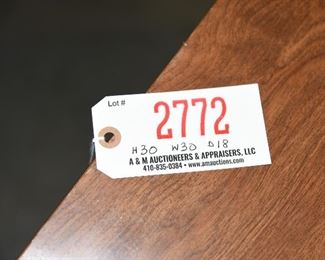 Lot #
2772
H30 W30 D18
A & M AUCTIONEERS & APPRAISERS, LLC
410-835-0384 • www.amauctions.com